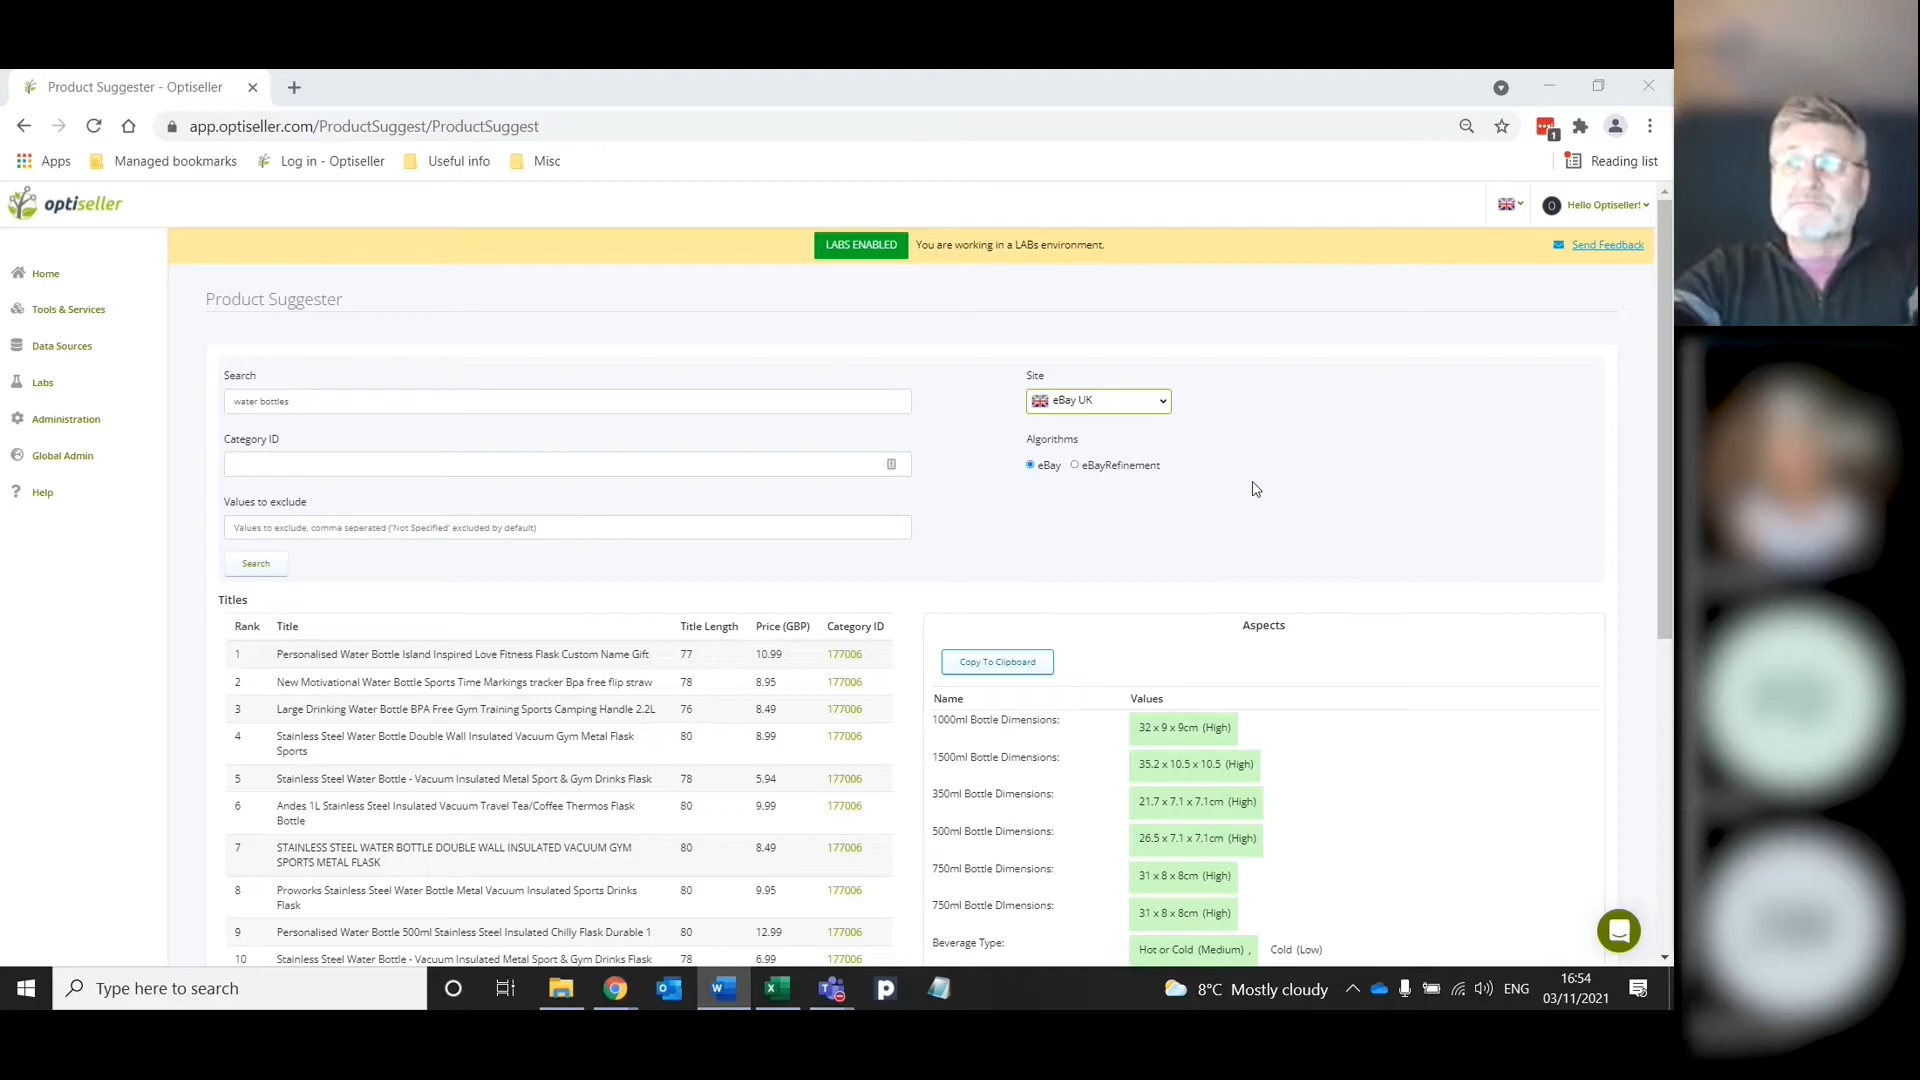 Product Suggester - Optiseller
app.optiseller.com/ProductSuggest/ProductSuggest
1
Apps
Managed bookmarks
Log in - Optiseller
Useful info
Misc
Reading list
optiseller
O
Hello Optiseller!
LABS ENABLED
You are working in a LABs environment.
Send Feedback
Home
Tools & Services
Data Sources
Labs
Administration
Global Admin
Help
Product Suggester
Search
water bottles
Site
eBay UK
Category ID
Algorithms
eBay
eBayRefinement
Values to exclude
Values to exclude, comma seperated ('Not Specified' excluded by default)
Search
Titles
Rank Title Title Length Price (GBP) Category ID
1 Personalised Water Bottle Island Inspired Love Fitness Flask Custom Name Gift 77 10.99 177006
2 New Motivational Water Bottle Sports Time Markings tracker Bpa free flip straw 78 8.95 177006
3 Large Drinking Water Bottle BPA Free Gym Training Sports Camping Handle 2.2L 76 8.49 177006
4 Stainless Steel Water Bottle Double Wall Insulated Vacuum Gym Metal Flask 80 8.99 177006
Sports
5 Stainless Steel Water Bottle - Vacuum Insulated Metal Sport & Gym Drinks Flask 78 5.94 177006
6 Andes 1L Stainless Steel Insulated Vacuum Travel Tea/Coffee Thermos Flask 80 9.99 177006
Bottle
7 STAINLESS STEEL WATER BOTTLE DOUBLE WALL INSULATED VACUUM GYM 80 8.49 177006
SPORTS METAL FLASK
8 Proworks Stainless Steel Water Bottle Metal Vacuum Insulated Sports Drinks 80 9.95 177006
Flask
9 Personalised Water Bottle 500ml Stainless Steel Insulated Chilly Flask Durable 1 80 12.99 177006
10 Stainless Steel Water Bottle - Vacuum Insulated Metal Sport & Gym Drinks Flask 78 6.99 177006
Aspects
Copy To Clipboard
Name Values
1000ml Bottle Dimensions: 32 x 9 x 9cm (High)
1500ml Bottle Dimensions: 35.2 x 10.5 x 10.5 (High)
350ml Bottle Dimensions: 21.7 x 7.1 x 7.1cm (High)
500ml Bottle Dimensions: 26.5 x 7.1 x 7.1cm (High)
750ml Bottle Dimensions: 31 x 8 x 8cm (High)
750ml Bottle DImensions: 31 x 8 x 8cm (High)
Beverage Type: Hot or Cold (Medium) , Cold (Low)
Type here to search
8°C Mostly cloudy
ENG
16:54
03/11/2021